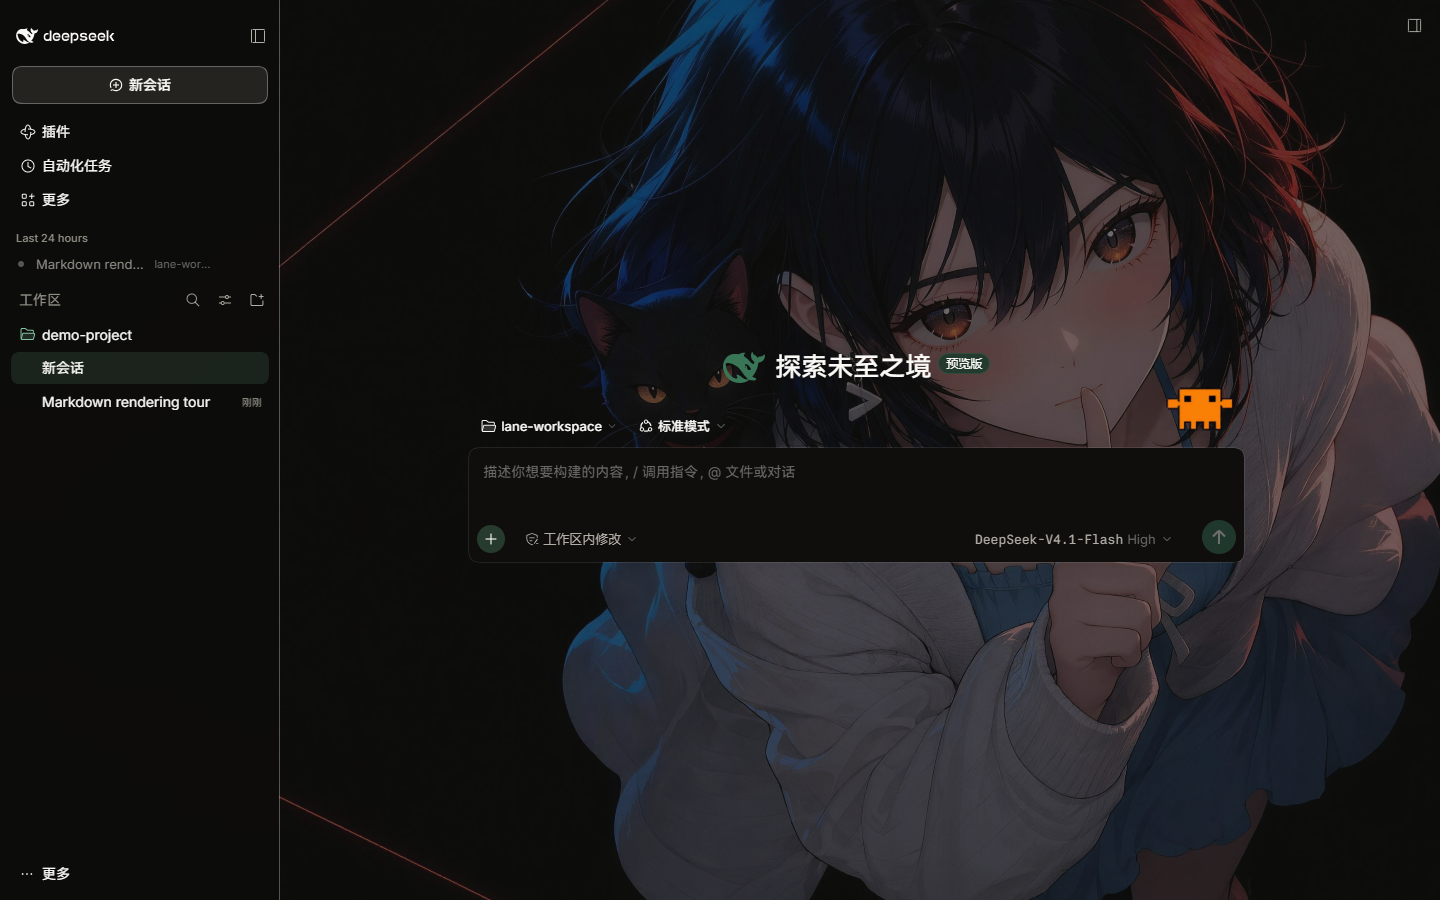 deepseek
新会话
插件
自动化任务
更多
Last 24 hours
Markdown rend... lane-wor...
工作区
demo-project
新会话
Markdown rendering tour 刚刚
更多
探索未至之境 预览版
lane-workspace 标准模式
描述你想要构建的内容, / 调用指令, @ 文件或对话
工作区内修改 DeepSeek-V4.1-Flash High